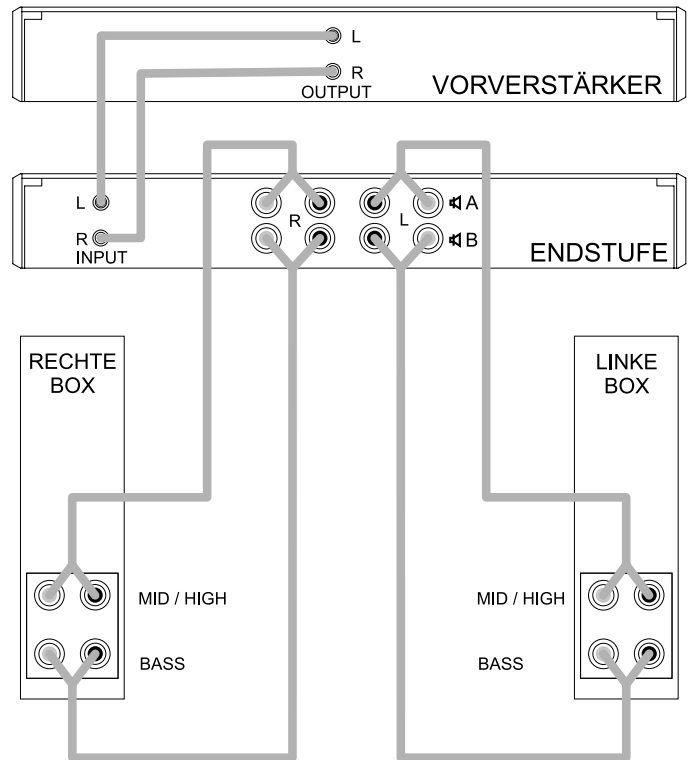 L
R
OUTPUT
VORVERSTÄRKER
L
R
INPUT
R
L
A
B
ENDSTUFE
RECHTE
BOX
LINKE
BOX
MID / HIGH
BASS
MID / HIGH
BASS